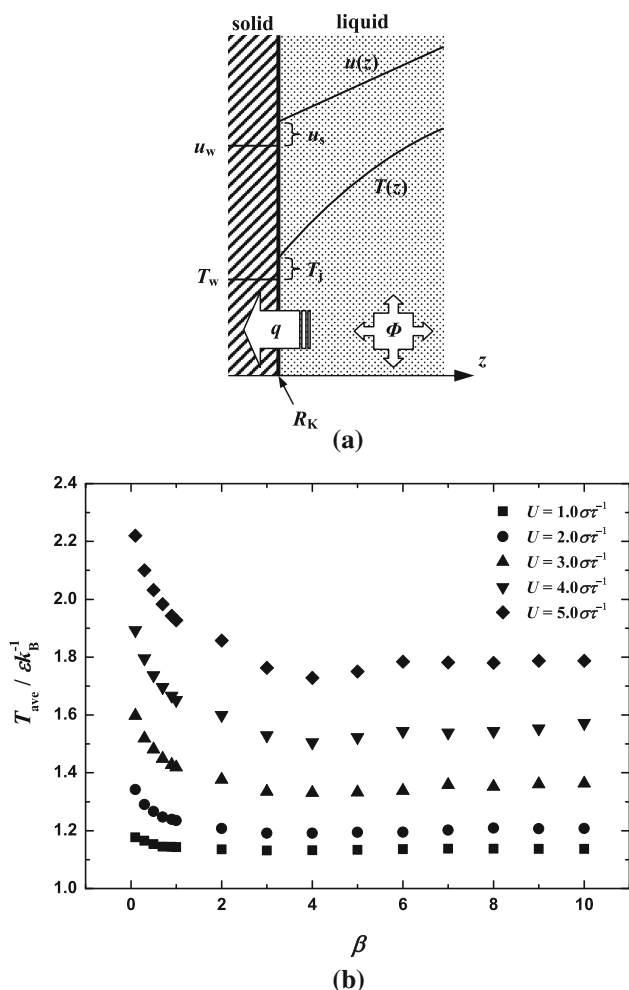 solid liquid
u(z)
u_s
u_w
T(z)
T_j
T_w
q
Φ
z
R_K
(a)
2.4
2.2
2.0
1.8
1.6
1.4
1.2
1.0
T_ave / εk_B^-1
U = 1.0στ^-1
U = 2.0στ^-1
U = 3.0στ^-1
U = 4.0στ^-1
U = 5.0στ^-1
0 2 4 6 8 10
β
(b)